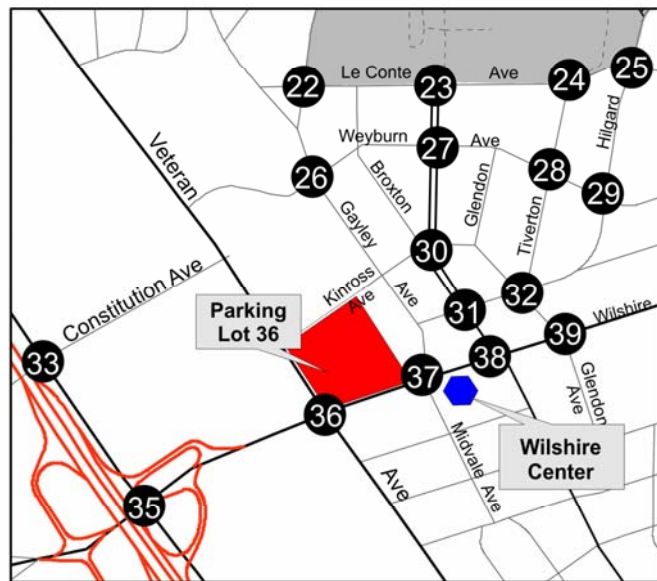 22
Le Conte
23
Ave
24
25
Veteran
Weyburn
27
Ave
Hilgard
26
Broxton
Glendon
28
29
Gayley
Tiverton
Constitution Ave
30
Kinross
Ave
Ave
31
32
Parking
Lot 36
Wilshire
33
39
38
37
36
Glendon
Ave
Midvale
Ave
Ave
Wilshire
Center
35